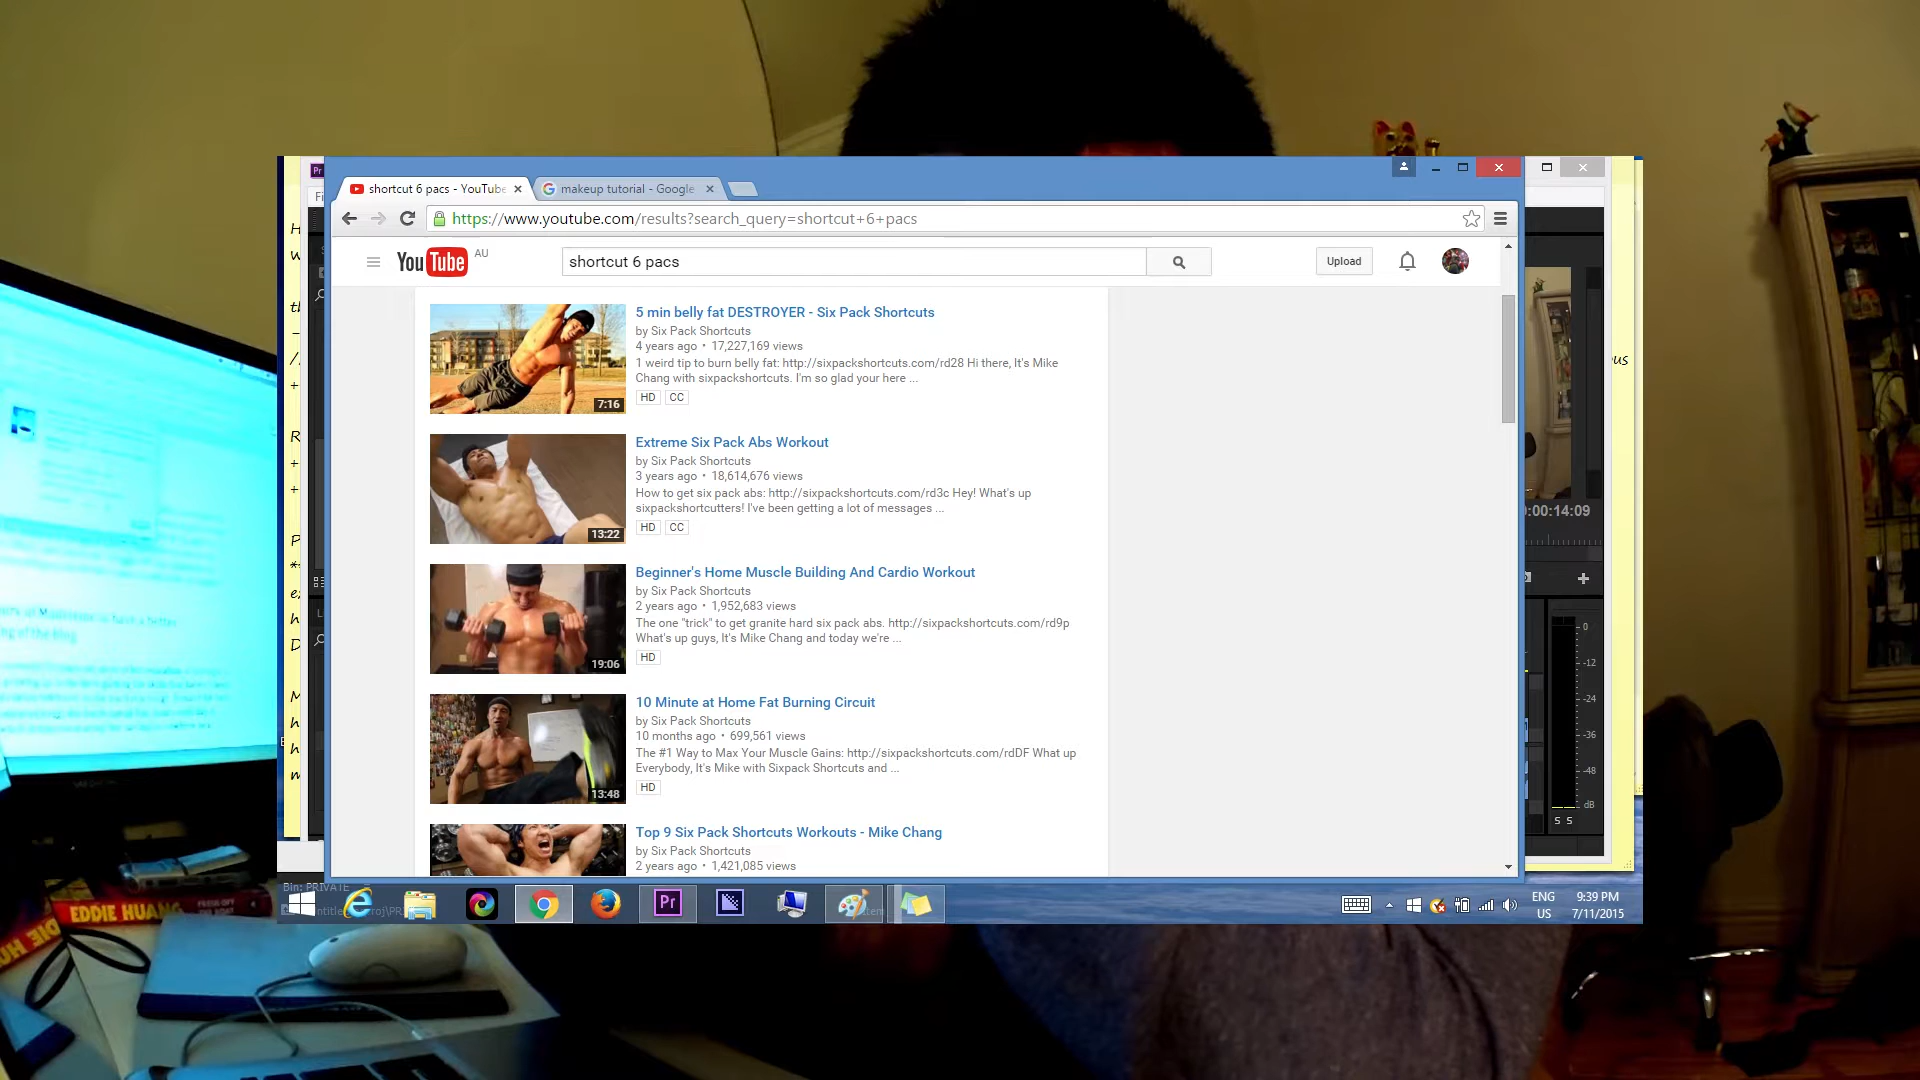 shortcut 6 pacs - YouTube
makeup tutorial - Google
https://www.youtube.com/results?search_query=shortcut+6+pacs
YouTube AU
shortcut 6 pacs
Upload
5 min belly fat DESTROYER - Six Pack Shortcuts
by Six Pack Shortcuts
4 years ago • 17,227,169 views
1 weird tip to burn belly fat: http://sixpackshortcuts.com/rd28 Hi there, It's Mike
Chang with sixpackshortcuts. I'm so glad your here ...
HD CC
7:16
Extreme Six Pack Abs Workout
by Six Pack Shortcuts
3 years ago • 18,614,676 views
How to get six pack abs: http://sixpackshortcuts.com/rd3c Hey! What's up
sixpackshortcutters! I've been getting a lot of messages ...
HD CC
13:22
Beginner's Home Muscle Building And Cardio Workout
by Six Pack Shortcuts
2 years ago • 1,952,683 views
The one "trick" to get granite hard six pack abs. http://sixpackshortcuts.com/rd9p
What's up guys, It's Mike Chang and today we're ...
HD
19:06
10 Minute at Home Fat Burning Circuit
by Six Pack Shortcuts
10 months ago • 699,561 views
The #1 Way to Max Your Muscle Gains: http://sixpackshortcuts.com/rdDF What up
Everybody, It's Mike with Sixpack Shortcuts and ...
HD
13:48
Top 9 Six Pack Shortcuts Workouts - Mike Chang
by Six Pack Shortcuts
2 years ago • 1,421,085 views
Pr
:00:14:09
0
-12
-24
-36
-48
dB
S S
Bin: PRIVATE
Pr
ENG
US
9:39 PM
7/11/2015
EDDIE HUANG